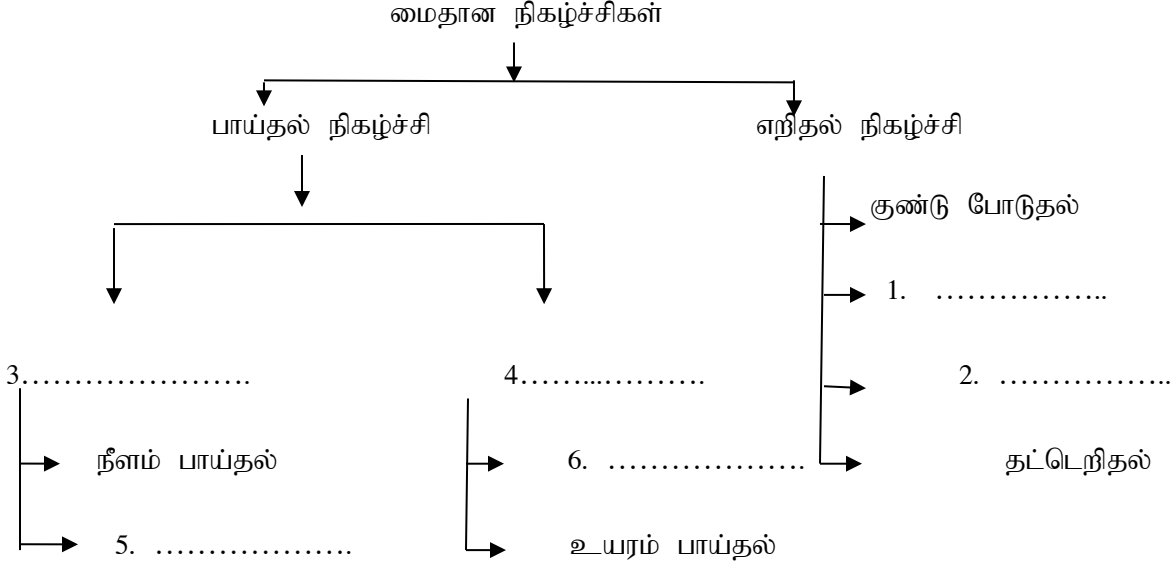 மைதான நிகழ்ச்சிகள்
பாய்தல் நிகழ்ச்சி எறிதல் நிகழ்ச்சி
குண்டு போடுதல்
1. ……………..
3…………………. 4……...……….
2. ……………..
நீளம் பாய்தல் 6. ………………. தட்டெறிதல்
5. ………………. உயரம் பாய்தல்